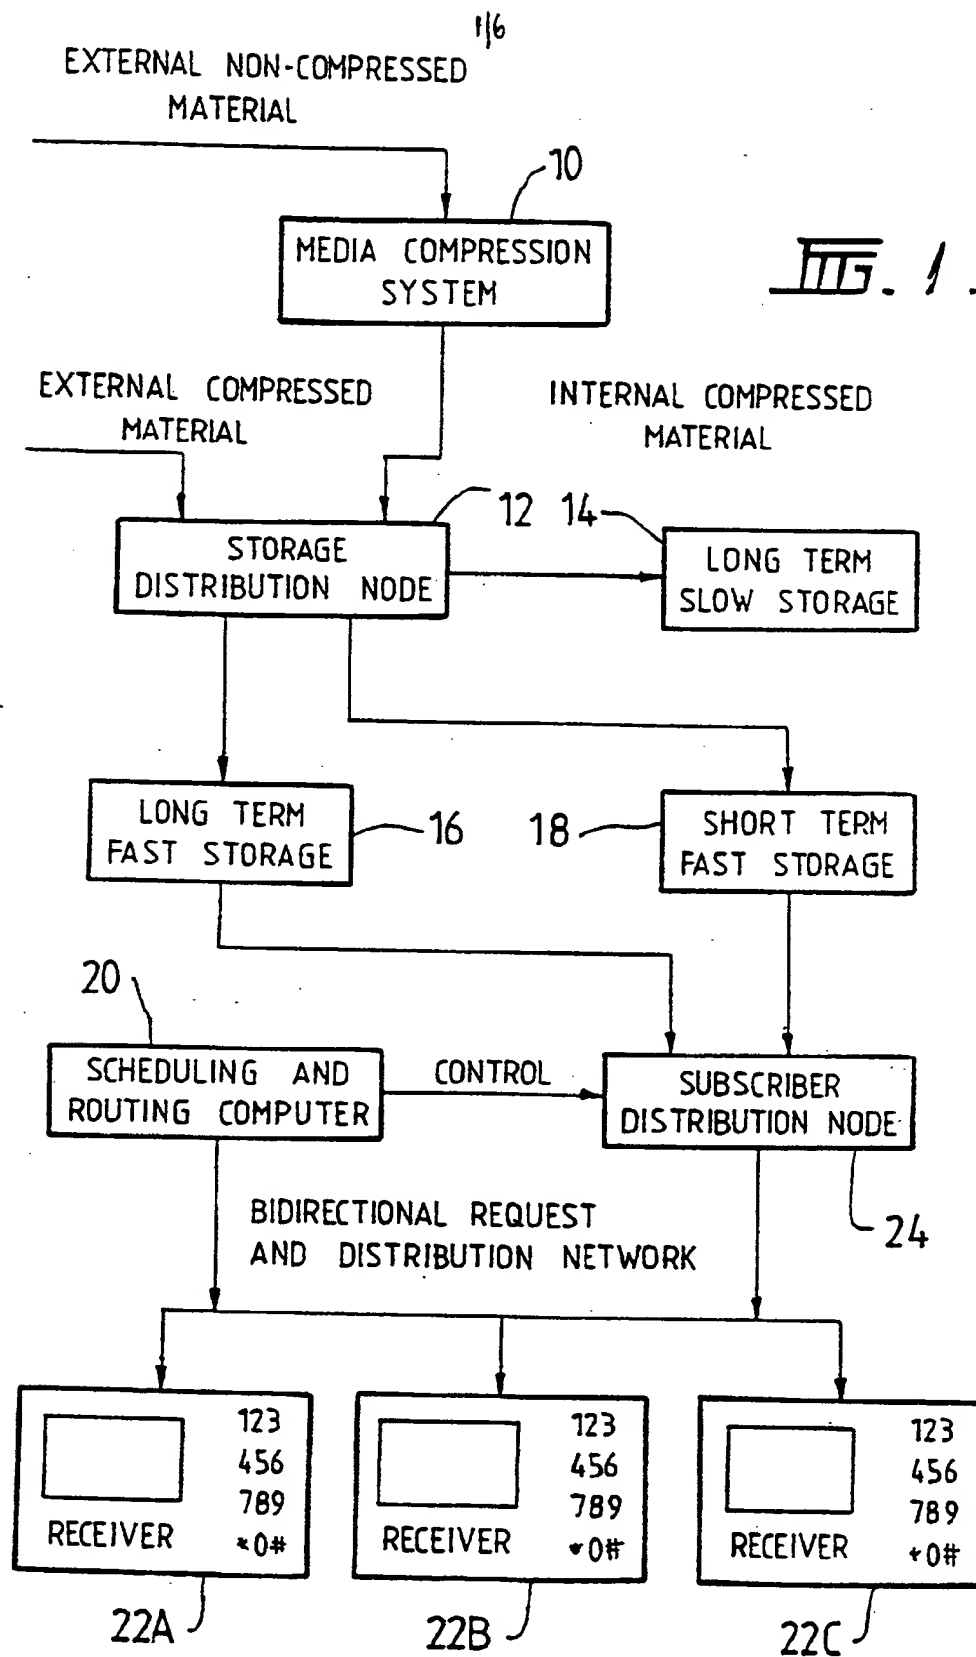 1/6
EXTERNAL NON-COMPRESSED
MATERIAL
10
MEDIA COMPRESSION
SYSTEM
FIG. 1.
EXTERNAL COMPRESSED
MATERIAL
INTERNAL COMPRESSED
MATERIAL
12
14
STORAGE
DISTRIBUTION NODE
LONG TERM
SLOW STORAGE
LONG TERM
FAST STORAGE
16
18
SHORT TERM
FAST STORAGE
20
SCHEDULING AND
ROUTING COMPUTER
CONTROL
SUBSCRIBER
DISTRIBUTION NODE
24
BIDIRECTIONAL REQUEST
AND DISTRIBUTION NETWORK
123
456
789
*0#
RECEIVER
22A
123
456
789
*0#
RECEIVER
22B
123
456
789
*0#
RECEIVER
22C